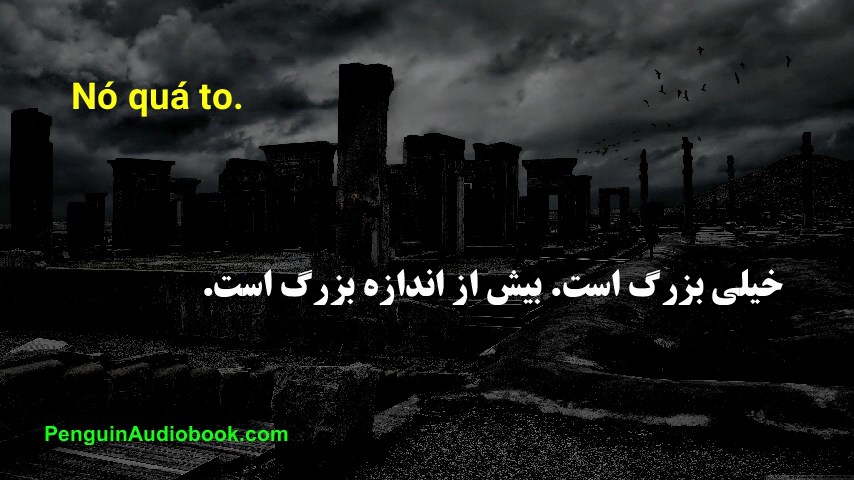 Nó quá to.
خیلی بزرگ است. بیش از اندازه بزرگ است.
PenguinAudiobook.com